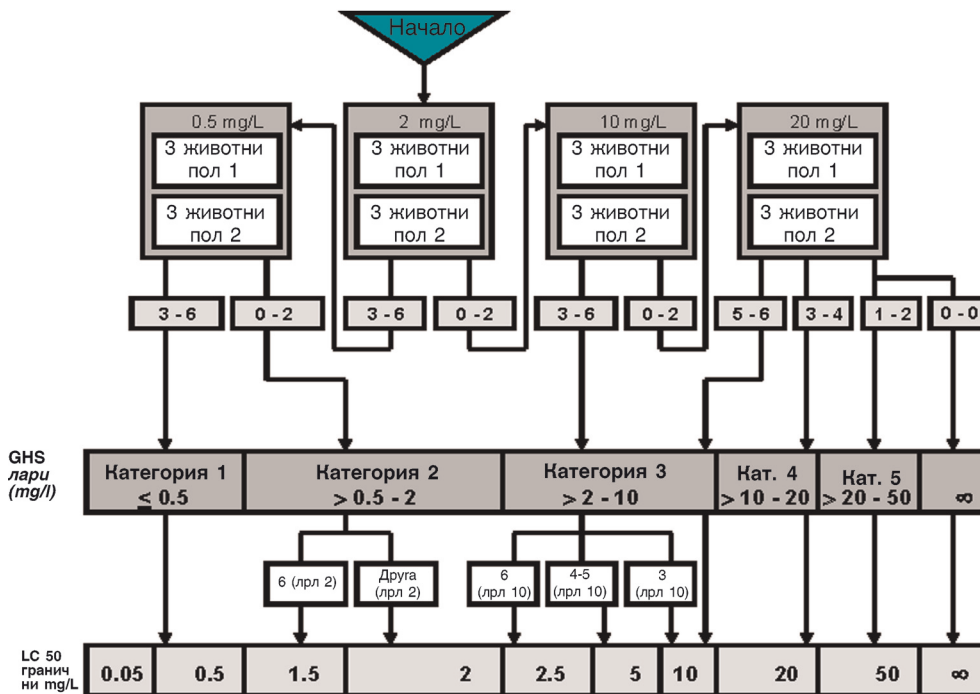 Начало
0.5 mg/L
3 животни
пол 1
3 животни
пол 2
2 mg/L
3 животни
пол 1
3 животни
пол 2
10 mg/L
3 животни
пол 1
3 животни
пол 2
20 mg/L
3 животни
пол 1
3 животни
пол 2
3 - 6
0 - 2
3 - 6
0 - 2
3 - 6
0 - 2
5 - 6
3 - 4
1 - 2
0 - 0
GHS
лари
(mg/l)
Категория 1
≤ 0.5
Категория 2
> 0.5 - 2
Категория 3
> 2 - 10
Кат. 4
> 10 - 20
Кат. 5
> 20 - 50
∞
6 (лрл 2)
Друга
(лрл 2)
6
(лрл 10)
4-5
(лрл 10)
3
(лрл 10)
LC 50
гранич
ни mg/L
0.05
0.5
1.5
2
2.5
5
10
20
50
∞